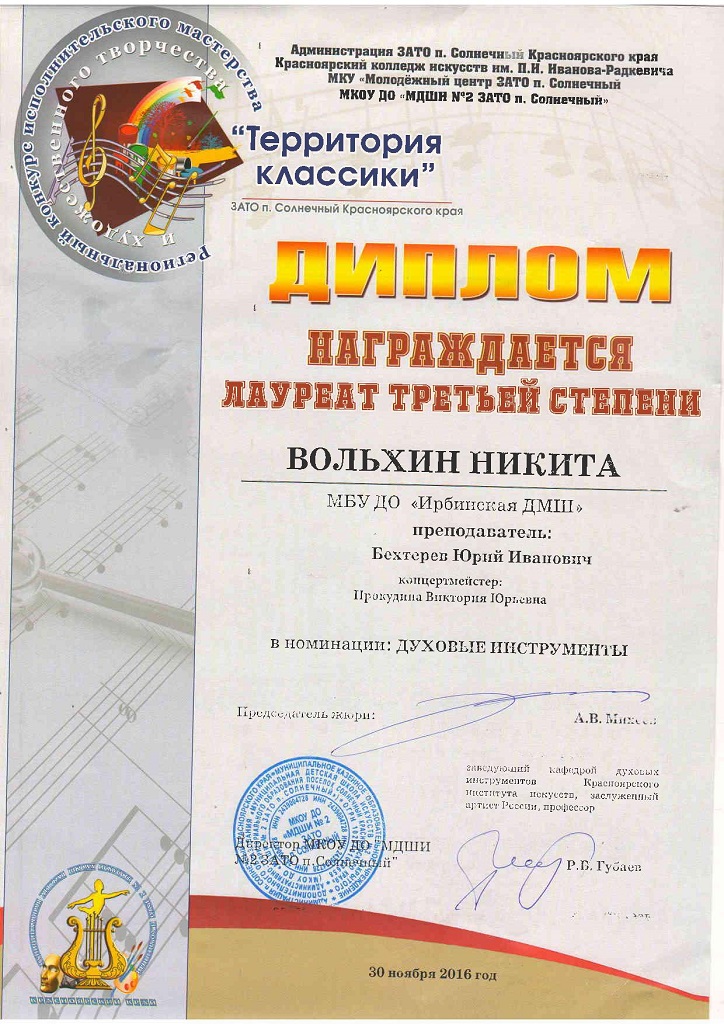 Администрация ЗАТО п. Солнечный Красноярского края
Красноярский колледж искусств им. П.И. Иванова-Радкевича
МКУ «Молодёжный центр ЗАТО п. Солнечный
МКОУ ДО «МДШИ №2 ЗАТО п. Солнечный»
Региональный конкурс исполнительского мастерства
и художественного творчества
“Территория
классики”
ЗАТО п. Солнечный Красноярского края
ДИПЛОМ
НАГРАЖДАЕТСЯ
ЛАУРЕАТ ТРЕТЬЕЙ СТЕПЕНИ
ВОЛЬХИН НИКИТА
МБУ ДО «Ирбинская ДМШ»
преподаватель:
Бехтерев Юрий Иванович
концертмейстер:
Прокудина Виктория Юрьевна
в номинации: ДУХОВЫЕ ИНСТРУМЕНТЫ
Председатель жюри:
А.В.
заведующий кафедрой духовых
инструментов Красноярского
института искусств, заслуженный
артист России, профессор
МКОУ ДО
«МДШИ № 2
ЗАТО
Директор МКОУ ДО "МДШИ
№2 ЗАТО п.Солнечный"
Р.В. Губаев
30 ноября 2016 год